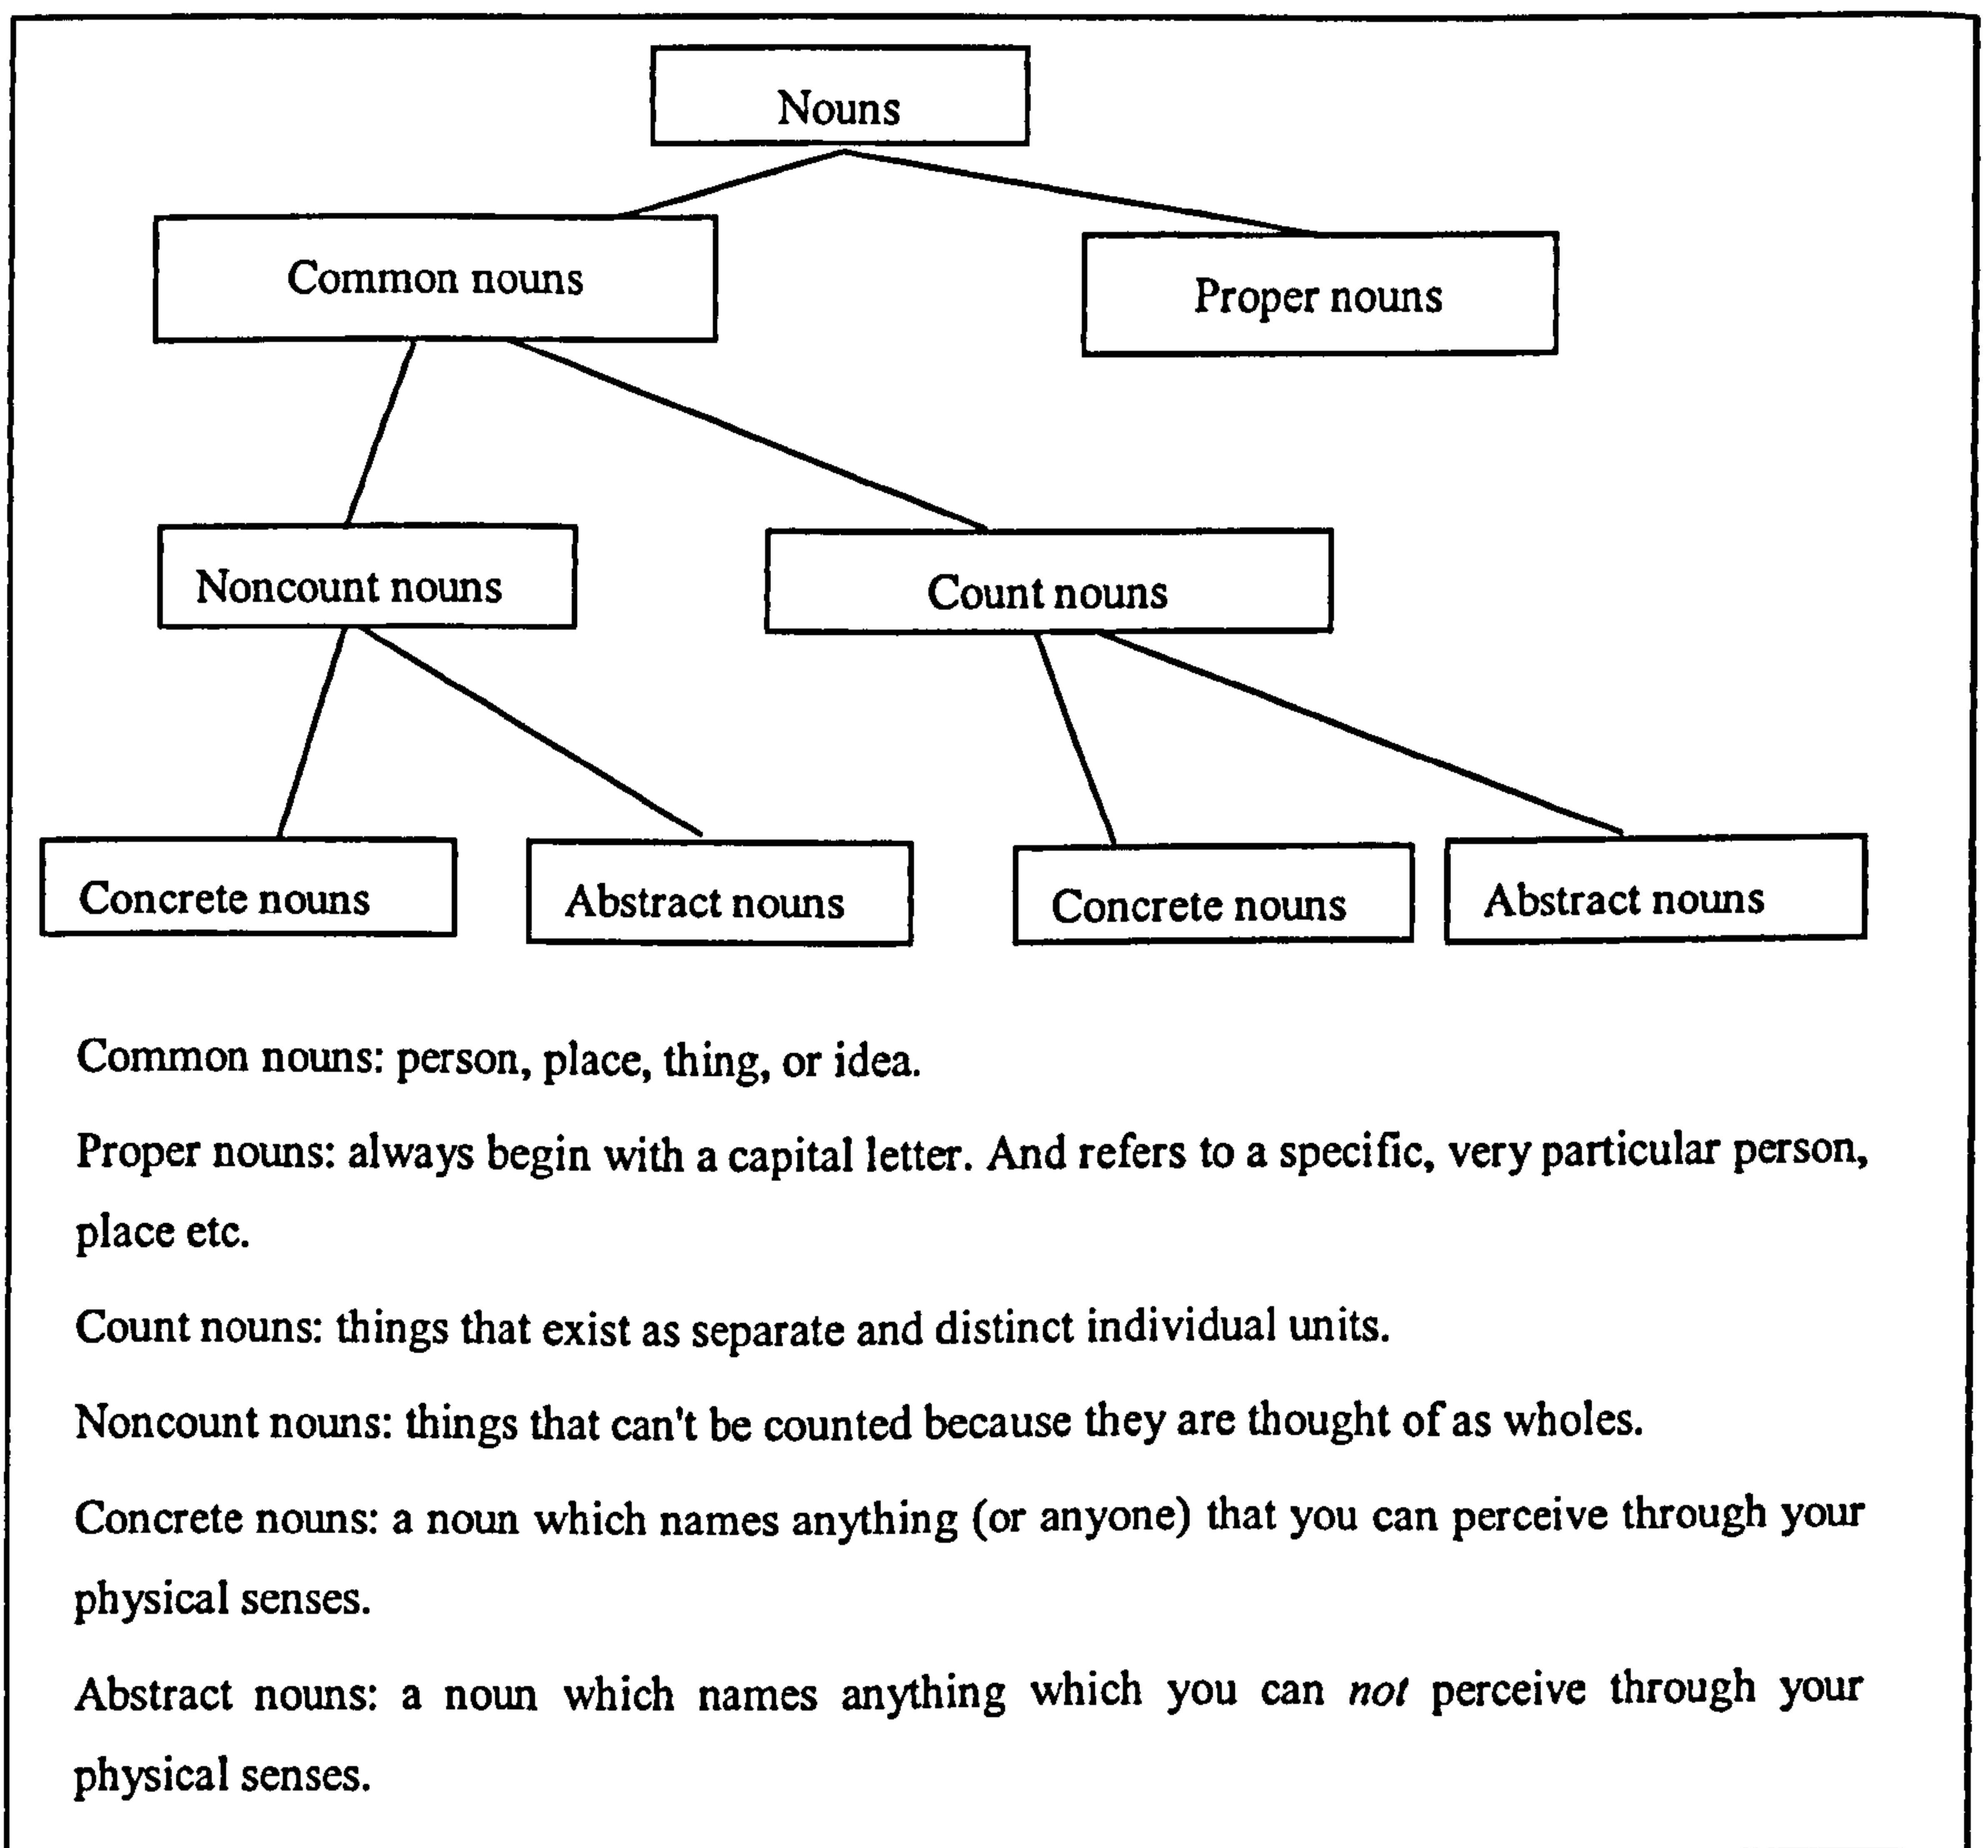 Nouns
Common nouns
Proper nouns
Noncount nouns
Count nouns
Concrete nouns
Abstract nouns
Concrete nouns
Abstract nouns
Common nouns: person, place, thing, or idea.
Proper nouns: always begin with a capital letter. And refers to a specific, very particular person,
place etc.
Count nouns: things that exist as separate and distinct individual units.
Noncount nouns: things that can't be counted because they are thought of as wholes.
Concrete nouns: a noun which names anything (or anyone) that you can perceive through your
physical senses.
Abstract nouns: a noun which names anything which you can not perceive through your
physical senses.